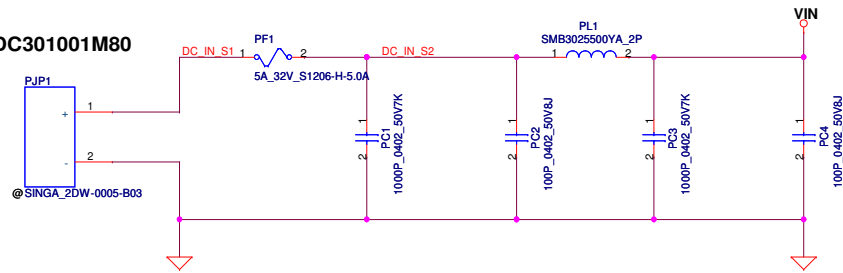 VIN
DC301001M80
PL1
SMB3025500YA_2P
PF1
DC_IN_S1
1
2
DC_IN_S2
1
2
5A_32V_S1206-H-5.0A
PJP1
+
1
-
2
@SINGA_2DW-0005-B03
1
2
PC1
1000P_0402_50V7K
1
2
PC2
100P_0402_50V8J
1
2
PC3
1000P_0402_50V7K
1
2
PC4
100P_0402_50V8J